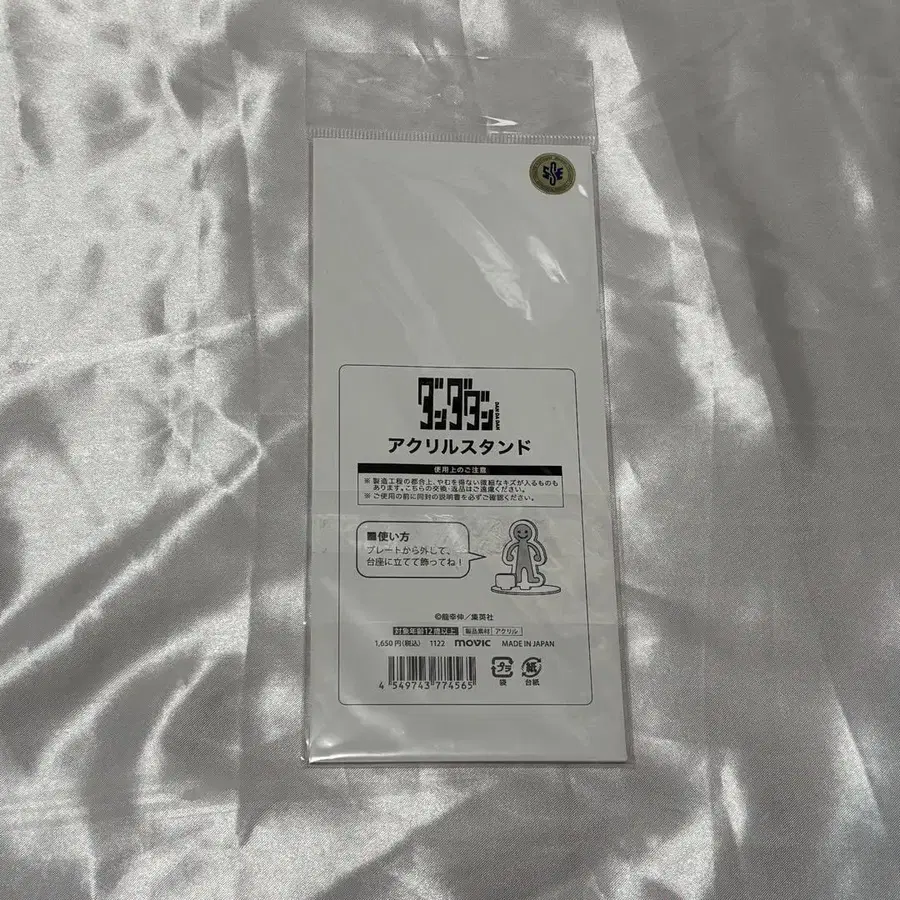 SSE
ダンダダン
DAN DA DAN
アクリルスタンド
使用上のご注意
※ 製造工程の都合上、やむを得ない微細なキズが入るものも
あります。こちらの交換・返品はご遠慮ください。
※ ご使用の前に同封の説明書を必ずご確認ください。
■使い方
プレートから外して、
台座に立てて飾ってね！
©龍幸伸／集英社
対象年齢12歳以上 製品素材 アクリル
1,650円(税込) 1122 movic MADE IN JAPAN
4 549743 774565
プラ 紙
袋 台紙